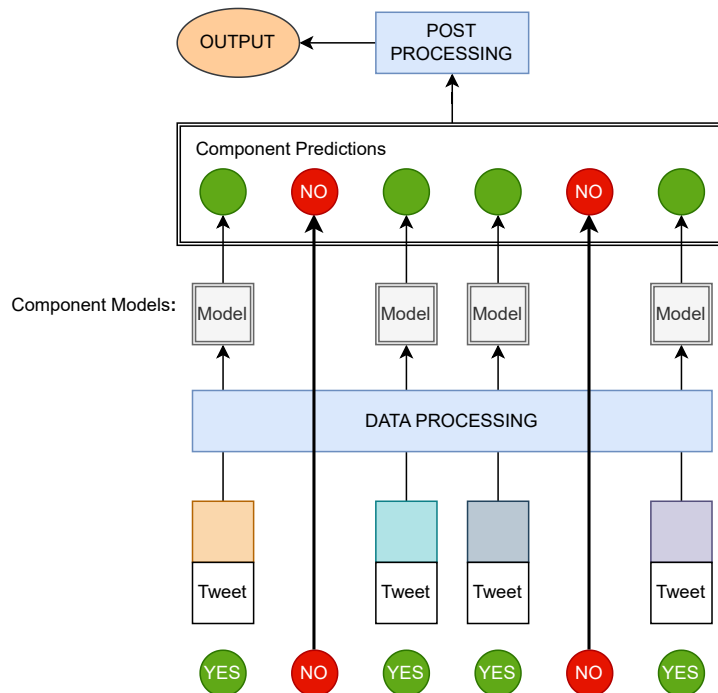 OUTPUT
POST
PROCESSING
Component Predictions
NO
NO
Component Models:
Model
Model
Model
Model
DATA PROCESSING
Tweet
Tweet
Tweet
Tweet
YES
NO
YES
YES
NO
YES